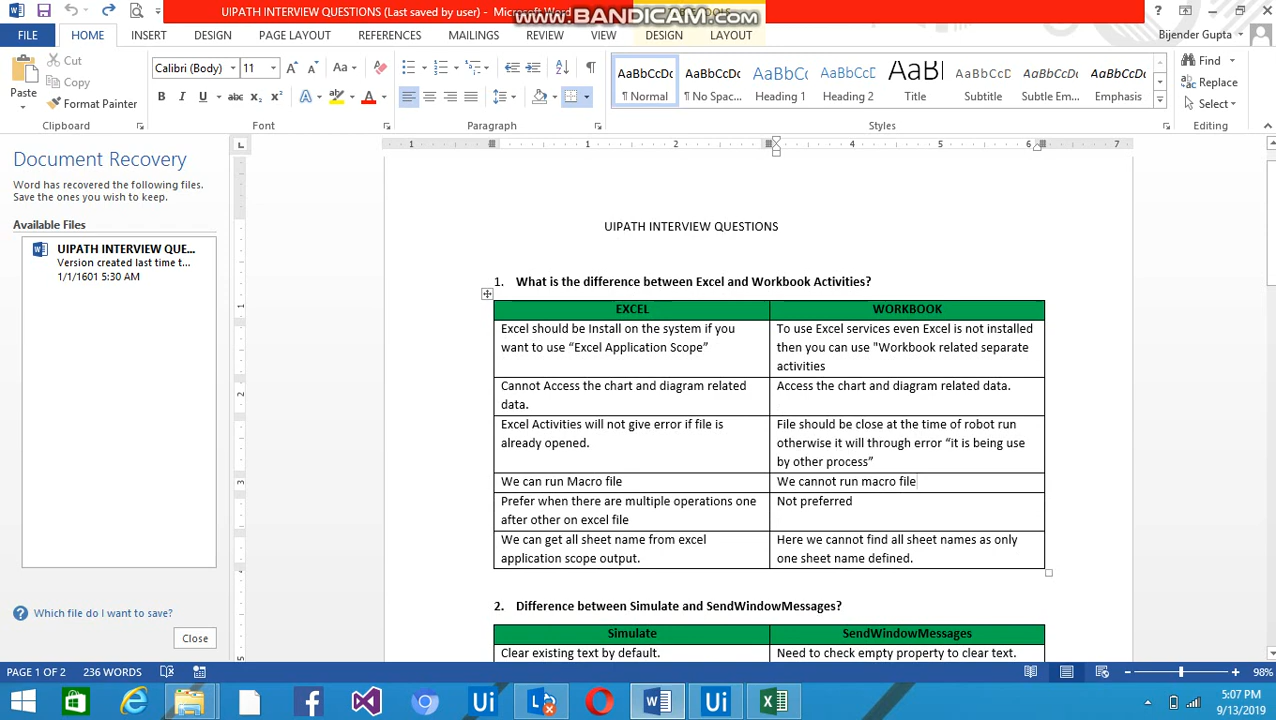 UIPATH INTERVIEW QUESTIONS (Last saved by user) - Microsoft Word
www.BANDICAM.com
FILE HOME INSERT DESIGN PAGE LAYOUT REFERENCES MAILINGS REVIEW VIEW DESIGN LAYOUT Bijender Gupta
Cut
Copy
Format Painter
Paste
Calibri (Body) 11
AaBbCcDc AaBbCcDc AaBbCc AaBbCcC AaBl AaBbCcD AaBbCcDc AaBbCcDc
¶ Normal ¶ No Spac... Heading 1 Heading 2 Title Subtitle Subtle Em... Emphasis
Find
Replace
Select
Clipboard Font Paragraph Styles Editing
Document Recovery
Word has recovered the following files.
Save the ones you wish to keep.
Available Files
UIPATH INTERVIEW QUE...
Version created last time t...
1/1/1601 5:30 AM
Which file do I want to save?
Close
UIPATH INTERVIEW QUESTIONS
1. What is the difference between Excel and Workbook Activities?
EXCEL WORKBOOK
Excel should be Install on the system if you
want to use “Excel Application Scope”
To use Excel services even Excel is not installed
then you can use "Workbook related separate
activities
Cannot Access the chart and diagram related
data.
Access the chart and diagram related data.
Excel Activities will not give error if file is
already opened.
File should be close at the time of robot run
otherwise it will through error “it is being use
by other process”
We can run Macro file
We cannot run macro file
Prefer when there are multiple operations one
after other on excel file
Not preferred
We can get all sheet name from excel
application scope output.
Here we cannot find all sheet names as only
one sheet name defined.
2. Difference between Simulate and SendWindowMessages?
Simulate SendWindowMessages
Clear existing text by default. Need to check empty property to clear text.
PAGE 1 OF 2 236 WORDS 98%
5:07 PM
9/13/2019